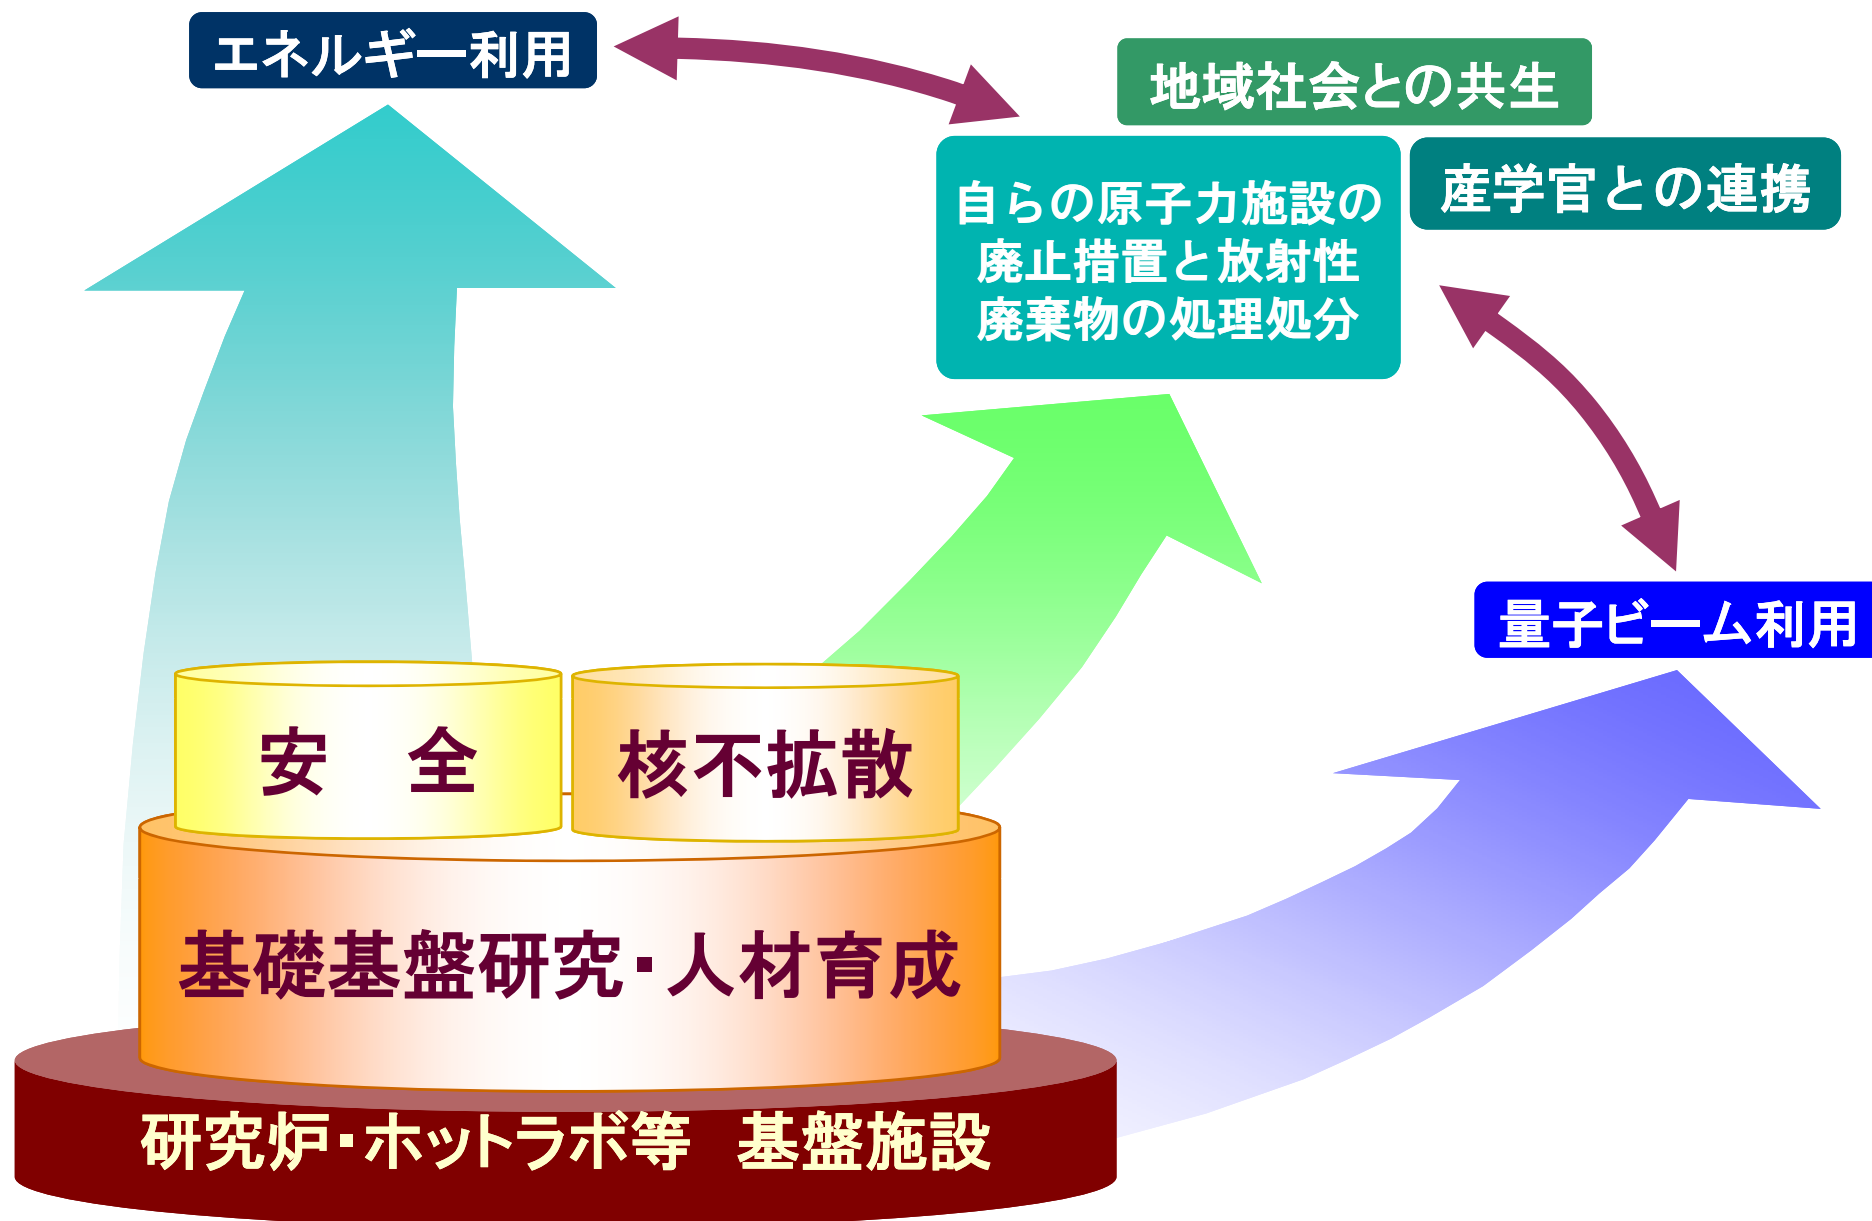 エネルギー利用
地域社会との共生
自らの原子力施設の
廃止措置と放射性
廃棄物の処理処分
産学官との連携
量子ビーム利用
安　全
核不拡散
基礎基盤研究・人材育成
研究炉・ホットラボ等　基盤施設